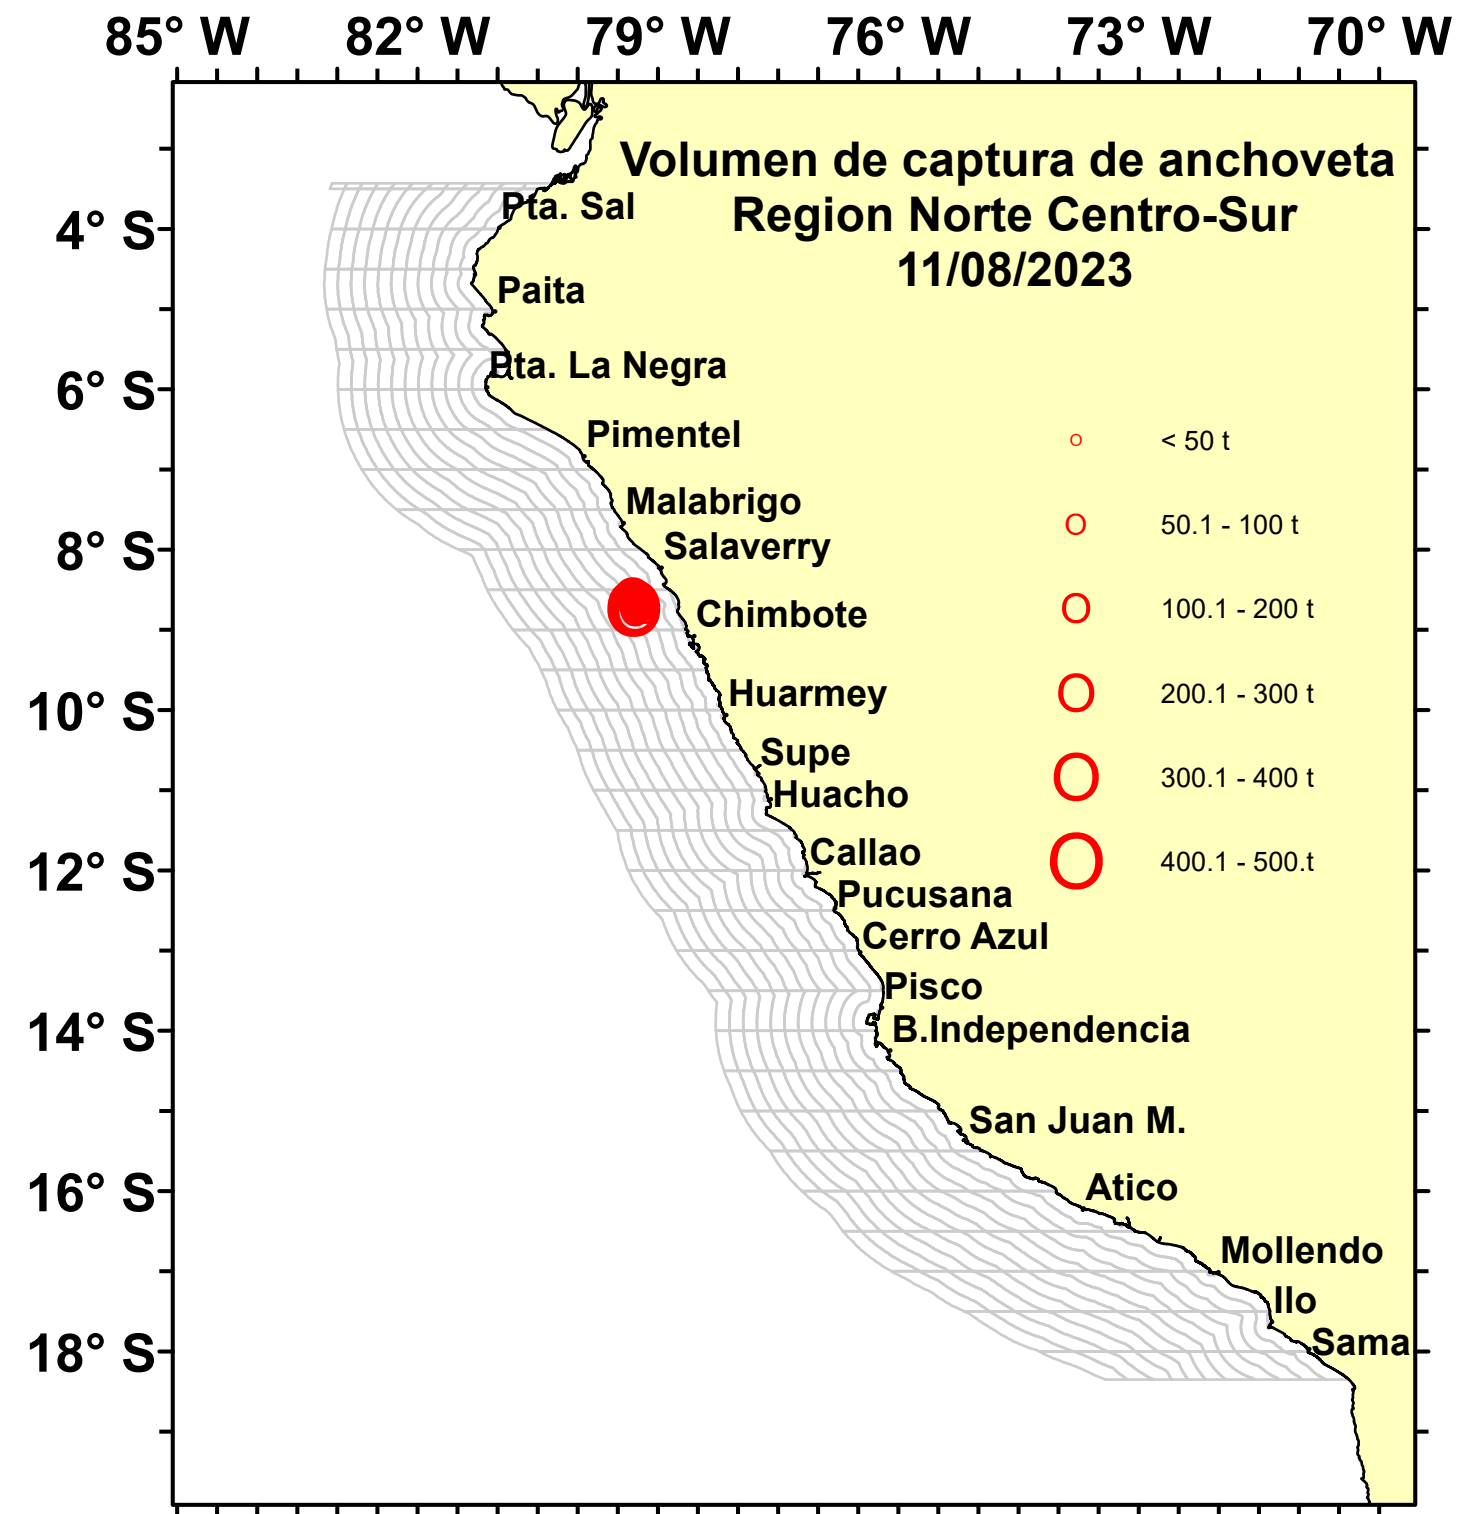 85° W 82° W 79° W 76° W 73° W 70° W
Volumen de captura de anchoveta
Region Norte Centro-Sur
11/08/2023
4° S
6° S
8° S
10° S
12° S
14° S
16° S
18° S
Pta. Sal
Paita
Pta. La Negra
Pimentel
Malabrigo
Salaverry
Chimbote
Huarmey
Supe
Huacho
Callao
Pucusana
Cerro Azul
Pisco
B.Independencia
San Juan M.
Atico
Mollendo
Ilo
Sama
< 50 t
50.1 - 100 t
100.1 - 200 t
200.1 - 300 t
300.1 - 400 t
400.1 - 500.t